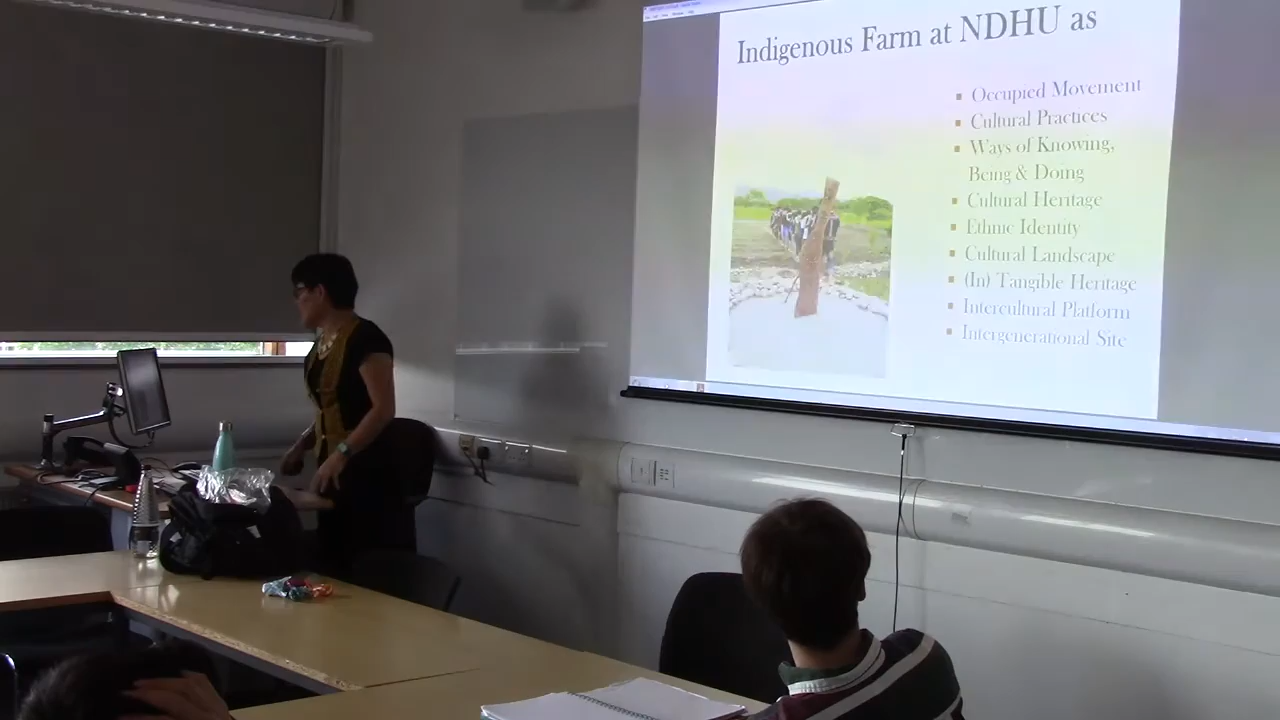 Indigenous Farm at NDHU as
Occupied Movement
Cultural Practices
Ways of Knowing,
Being & Doing
Cultural Heritage
Ethnic Identity
Cultural Landscape
(In) Tangible Heritage
Intercultural Platform
Intergenerational Site